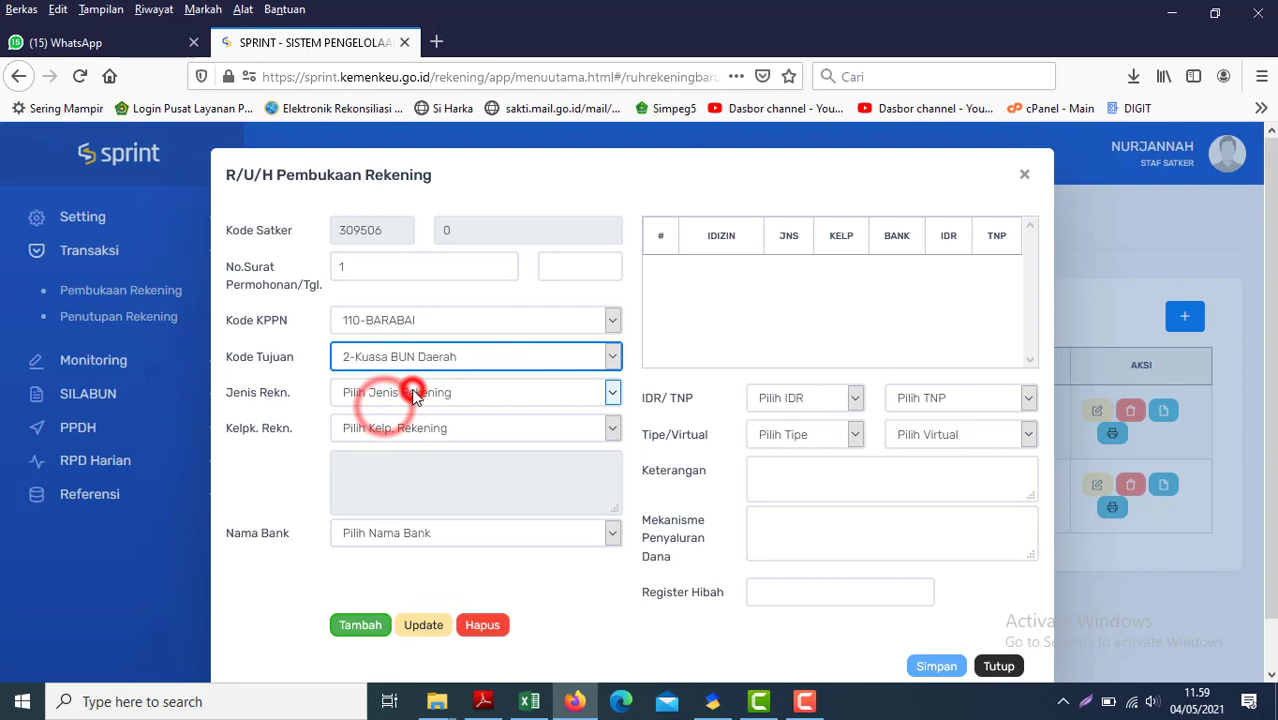 Berkas Edit Tampilan Riwayat Markah Alat Bantuan
(15) WhatsApp
SPRINT - SISTEM PENGELOLAA
https://sprint.kemenkeu.go.id/rekening/app/menuutama.html#/ruhrekeningbaru
Cari
Sering Mampir
Login Pusat Layanan P...
Elektronik Rekonsiliasi ...
Si Harka
sakti.mail.go.id/mail/...
Simpeg5
Dasbor channel - You...
Dasbor channel - You...
cPanel - Main
DIGIT
sprint
NURJANNAH
STAF SATKER
Setting
Transaksi
Pembukaan Rekening
Penutupan Rekening
Monitoring
SILABUN
PPDH
RPD Harian
Referensi
R/U/H Pembukaan Rekening
Kode Satker 309506 0
No.Surat
Permohonan/Tgl. 1
Kode KPPN 110-BARABAI
Kode Tujuan 2-Kuasa BUN Daerah
Jenis Rekn. Pilih Jenis Rekening
Kelpk. Rekn. Pilih Kelp. Rekening
Nama Bank Pilih Nama Bank
Tambah Update Hapus
# IDIZIN JNS KELP BANK IDR TNP
IDR/ TNP Pilih IDR Pilih TNP
Tipe/Virtual Pilih Tipe Pilih Virtual
Keterangan
Mekanisme
Penyaluran
Dana
Register Hibah
Simpan Tutup
+
AKSI
Activate Windows
Go to Settings to activate Windows.
Type here to search
11.59
04/05/2021